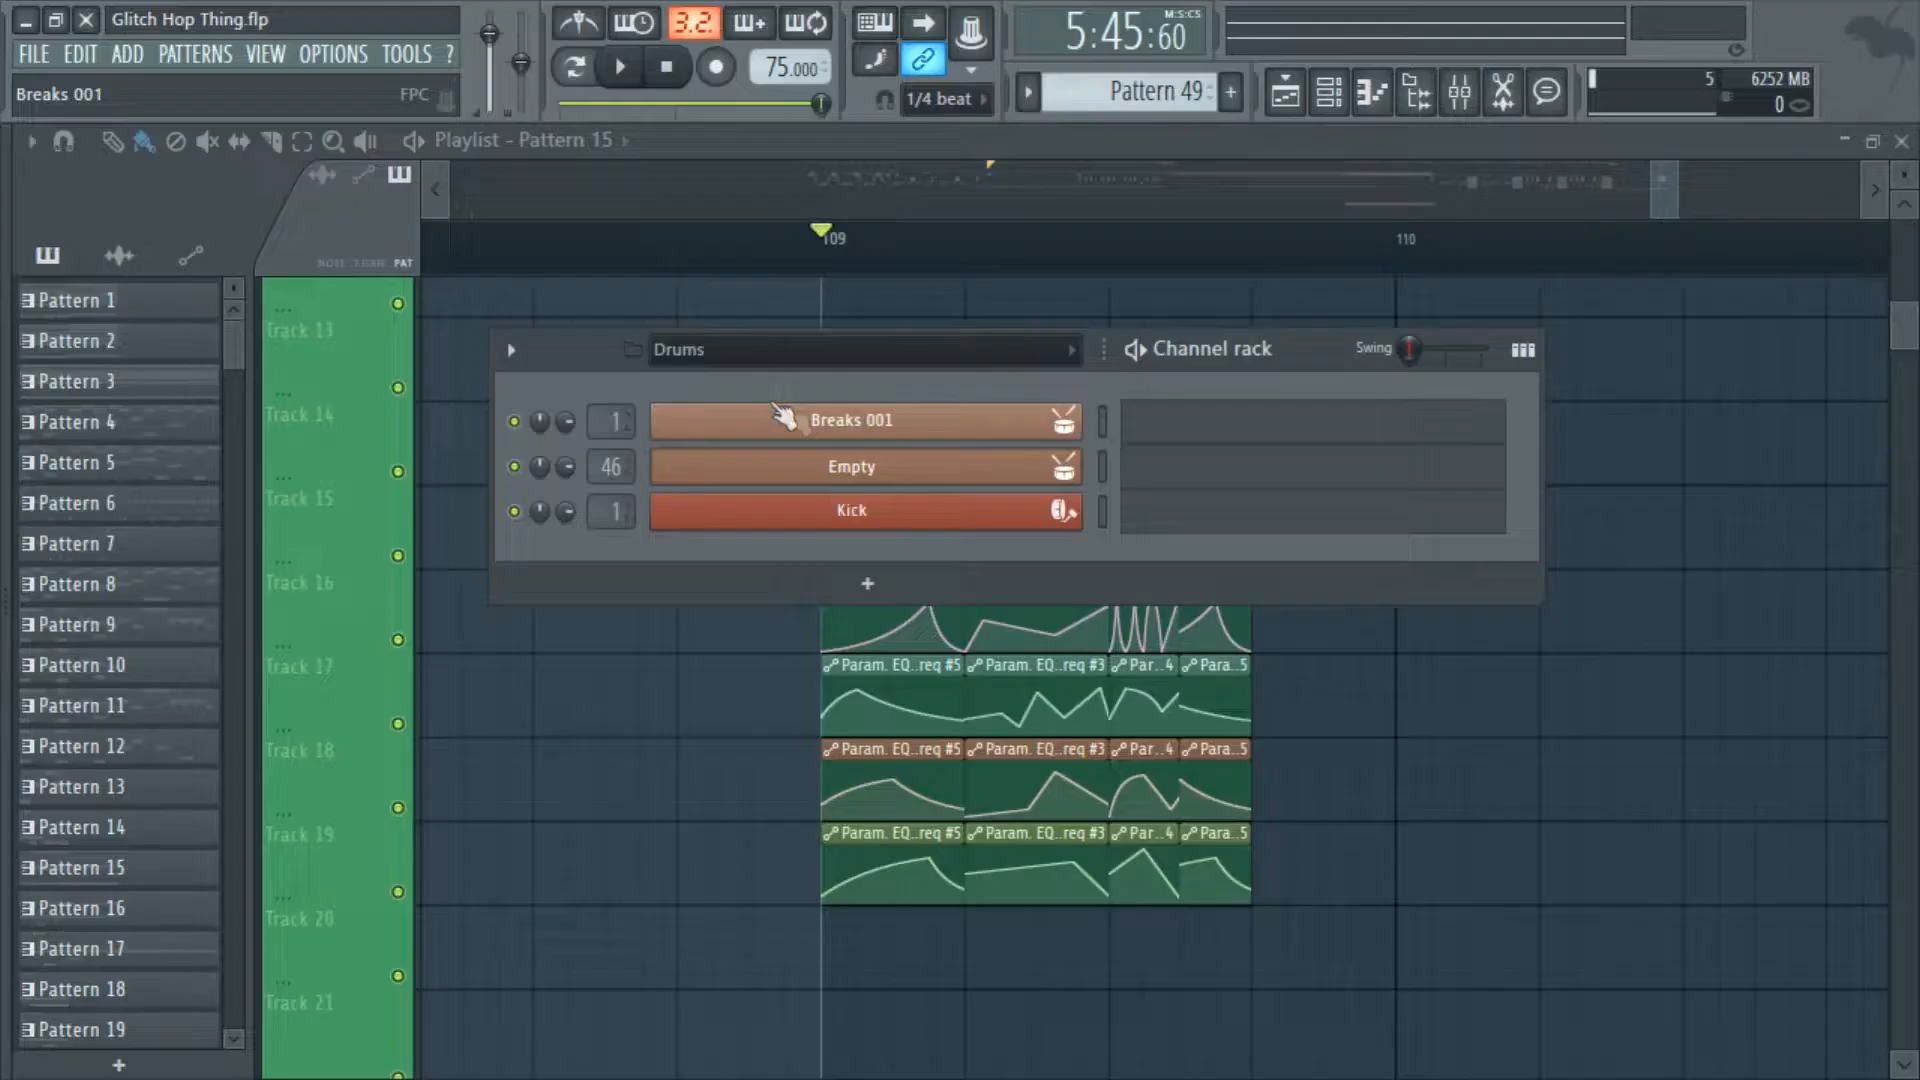 Glitch Hop Thing.flp
FILE EDIT ADD PATTERNS VIEW OPTIONS TOOLS ?
Breaks 001 FPC
3.2.
75.000
1/4 beat
5:45:60
M:S:CS
Pattern 49
5
6252 MB
0
Playlist - Pattern 15
PAT
109
110
Pattern 1
Pattern 2
Pattern 3
Pattern 4
Pattern 5
Pattern 6
Pattern 7
Pattern 8
Pattern 9
Pattern 10
Pattern 11
Pattern 12
Pattern 13
Pattern 14
Pattern 15
Pattern 16
Pattern 17
Pattern 18
Pattern 19
+
Track 13
Track 14
Track 15
Track 16
Track 17
Track 18
Track 19
Track 20
Track 21
Drums
Channel rack
Swing
1 Breaks 001
46 Empty
1 Kick
+
Param. EQ..req #5 Param. EQ..req #3 Par..4 Para..5
Param. EQ..req #5 Param. EQ..req #3 Par..4 Para..5
Param. EQ..req #5 Param. EQ..req #3 Par..4 Para..5